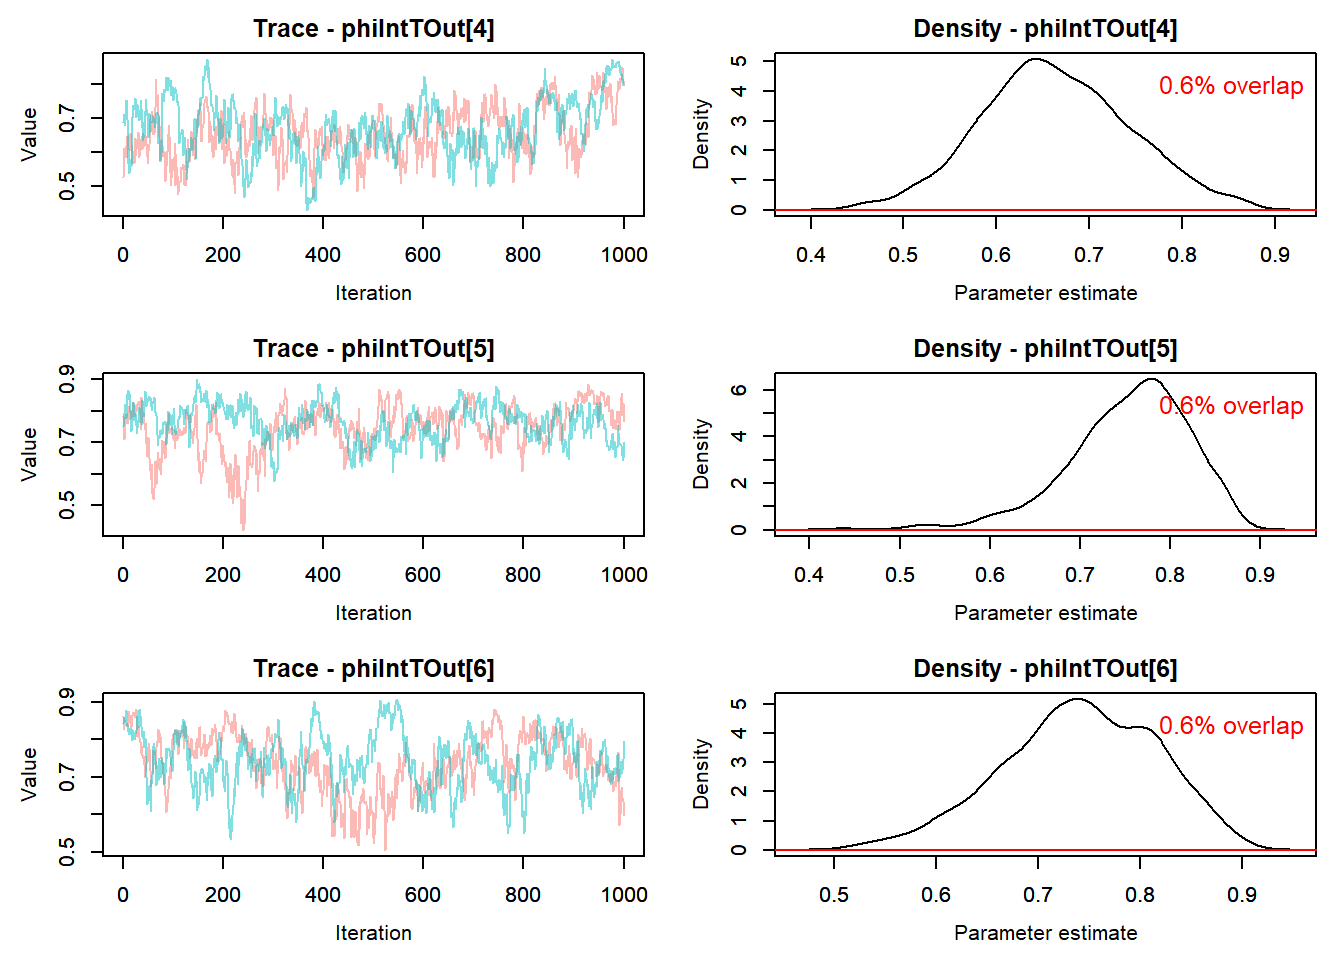 Trace - phiIntTOut[4]
Value
0.5 0.7
0 200 400 600 800 1000
Iteration
Density - phiIntTOut[4]
0.6% overlap
Density
0 1 2 3 4 5
0.4 0.5 0.6 0.7 0.8 0.9
Parameter estimate
Trace - phiIntTOut[5]
Value
0.5 0.7 0.9
0 200 400 600 800 1000
Iteration
Density - phiIntTOut[5]
0.6% overlap
Density
0 2 4 6
0.4 0.5 0.6 0.7 0.8 0.9
Parameter estimate
Trace - phiIntTOut[6]
Value
0.5 0.7 0.9
0 200 400 600 800 1000
Iteration
Density - phiIntTOut[6]
0.6% overlap
Density
0 1 2 3 4 5
0.5 0.6 0.7 0.8 0.9
Parameter estimate